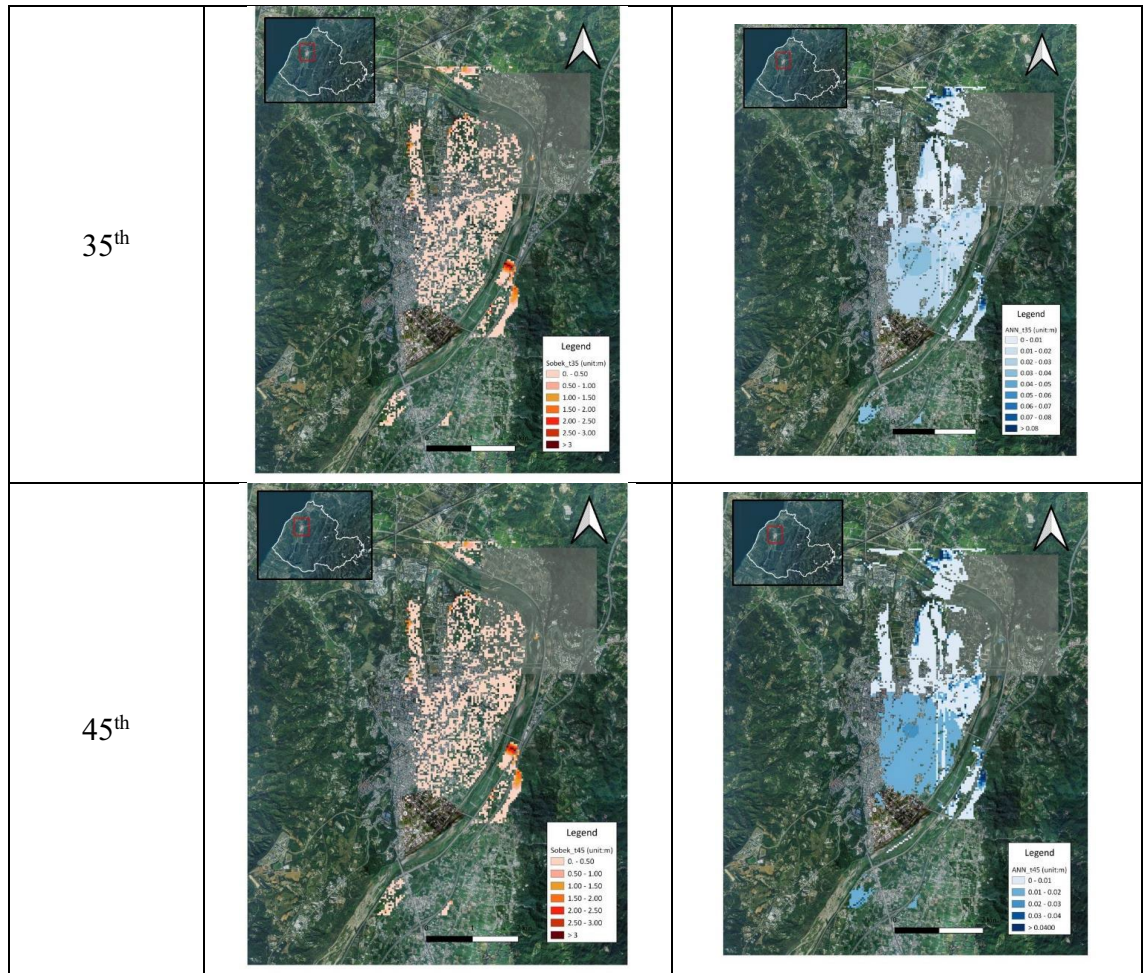 35th
Legend
Sobek_t35 (unit:m)
0. - 0.50
0.50 - 1.00
1.00 - 1.50
1.50 - 2.00
2.00 - 2.50
2.50 - 3.00
> 3
Legend
ANN_t35 (unit:m)
0 - 0.01
0.01 - 0.02
0.02 - 0.03
0.03 - 0.04
0.04 - 0.05
0.05 - 0.06
0.06 - 0.07
0.07 - 0.08
> 0.08
45th
Legend
Sobek_t45 (unit:m)
0. - 0.50
0.50 - 1.00
1.00 - 1.50
1.50 - 2.00
2.00 - 2.50
2.50 - 3.00
> 3
Legend
ANN_t45 (unit:m)
0 - 0.01
0.01 - 0.02
0.02 - 0.03
0.03 - 0.04
> 0.0400